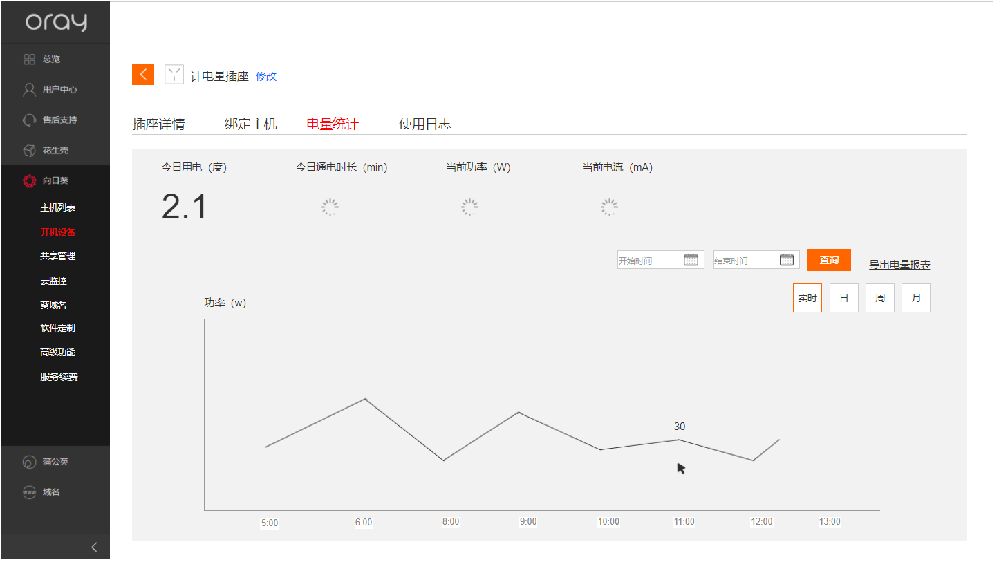 oray
总览
用户中心
售后支持
花生壳
向日葵
主机列表
开机设备
共享管理
云监控
葵域名
软件定制
高级功能
服务续费
蒲公英
www 域名
计电量插座 修改
插座详情 绑定主机 电量统计 使用日志
今日用电（度） 今日通电时长（min） 当前功率（W） 当前电流（mA）
2.1
开始时间 结束时间 查询 导出电量报表
实时 日 周 月
功率（w）
30
5:00 6:00 8:00 9:00 10:00 11:00 12:00 13:00